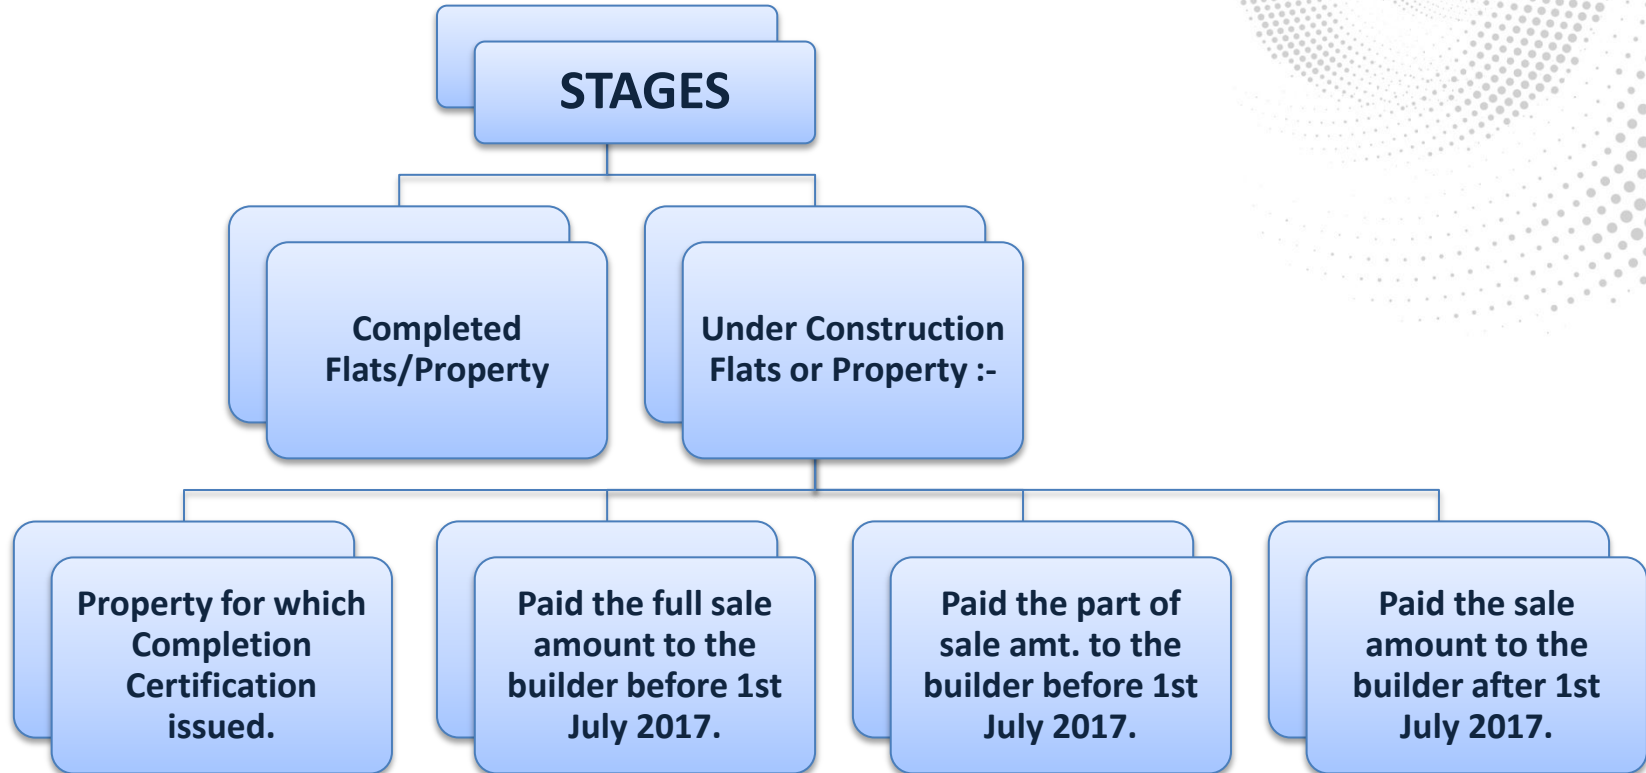 STAGES
Completed
Flats/Property
Under Construction
Flats or Property :-
Property for which
Completion
Certification
issued.
Paid the full sale
amount to the
builder before 1st
July 2017.
Paid the part of
sale amt. to the
builder before 1st
July 2017.
Paid the sale
amount to the
builder after 1st
July 2017.